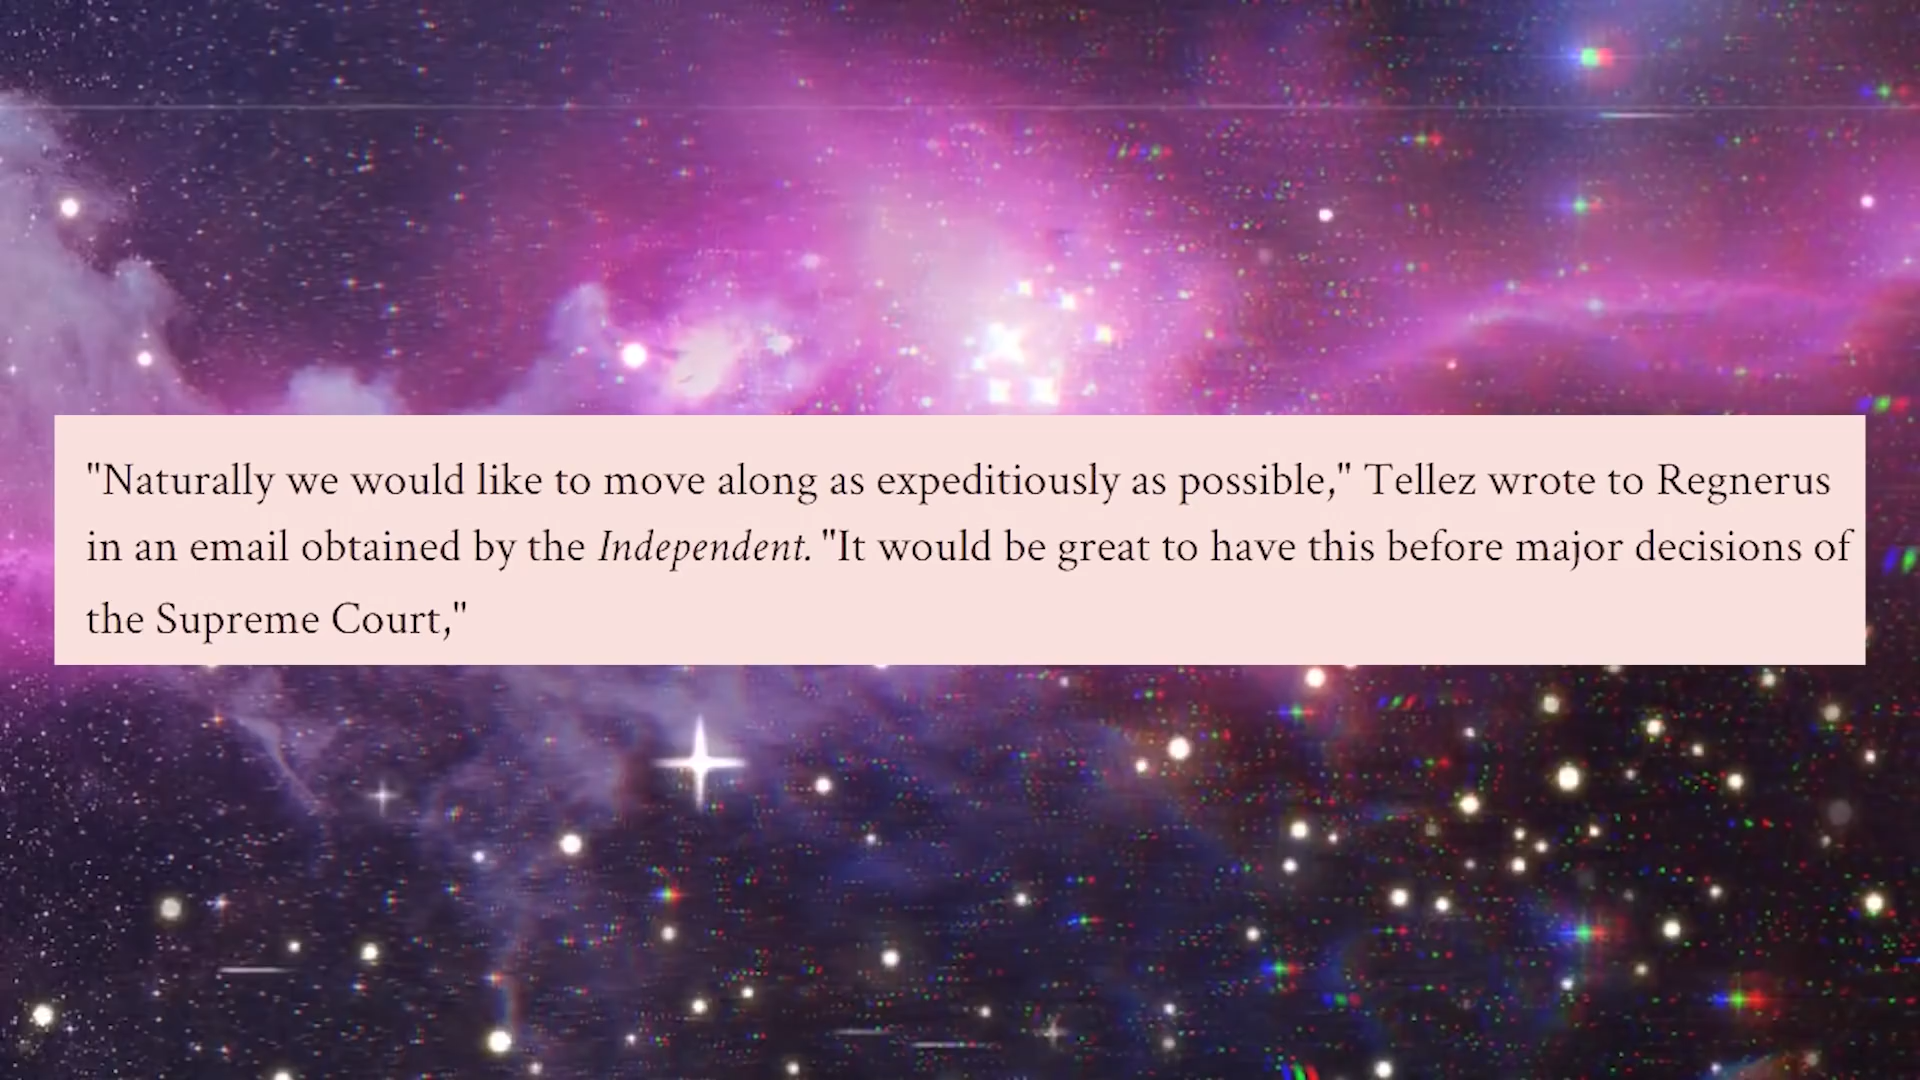 "Naturally we would like to move along as expeditiously as possible," Tellez wrote to Regnerus
in an email obtained by the Independent. "It would be great to have this before major decisions of
the Supreme Court,"